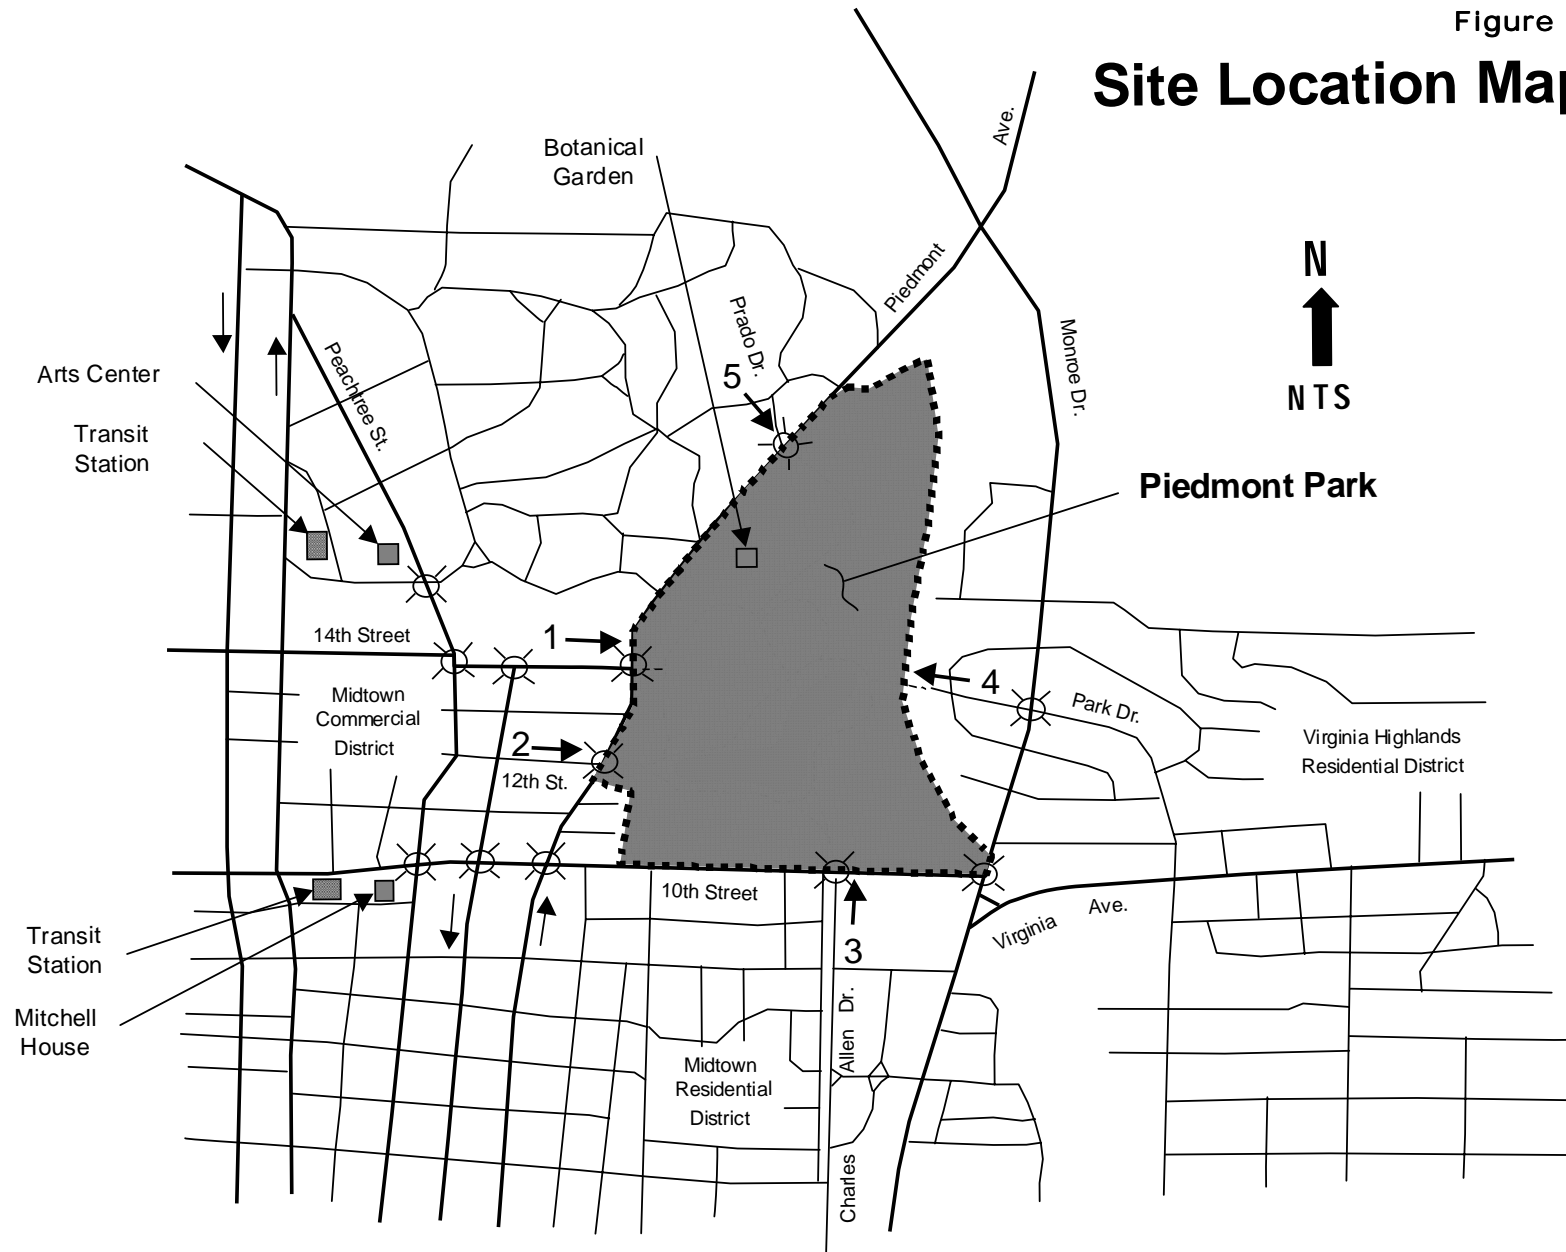 Figure
Site Location Map
Botanical
Garden
Ave.
Piedmont
N
NTS
Prado Dr.
Monroe Dr.
Peachtree St.
Arts Center
Transit
Station
5
Piedmont Park
14th Street
1
4
Park Dr.
Midtown
Commercial
District
2
12th St.
Virginia Highlands
Residential District
10th Street
Virginia
Ave.
3
Transit
Station
Mitchell
House
Midtown
Residential
District
Charles
Allen Dr.